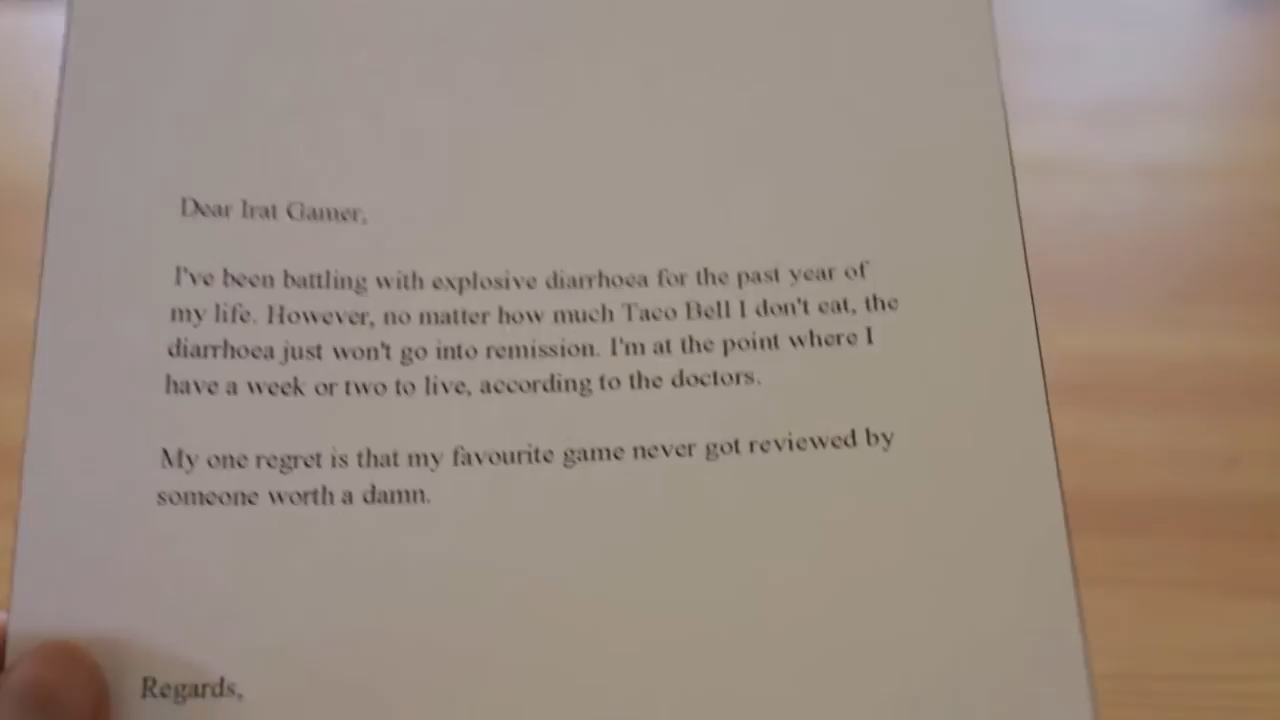 Dear Irat Gamer,
I've been battling with explosive diarrhoea for the past year of
my life. However, no matter how much Taco Bell I don't eat, the
diarrhoea just won't go into remission. I'm at the point where I
have a week or two to live, according to the doctors.
My one regret is that my favourite game never got reviewed by
someone worth a damn.
Regards,